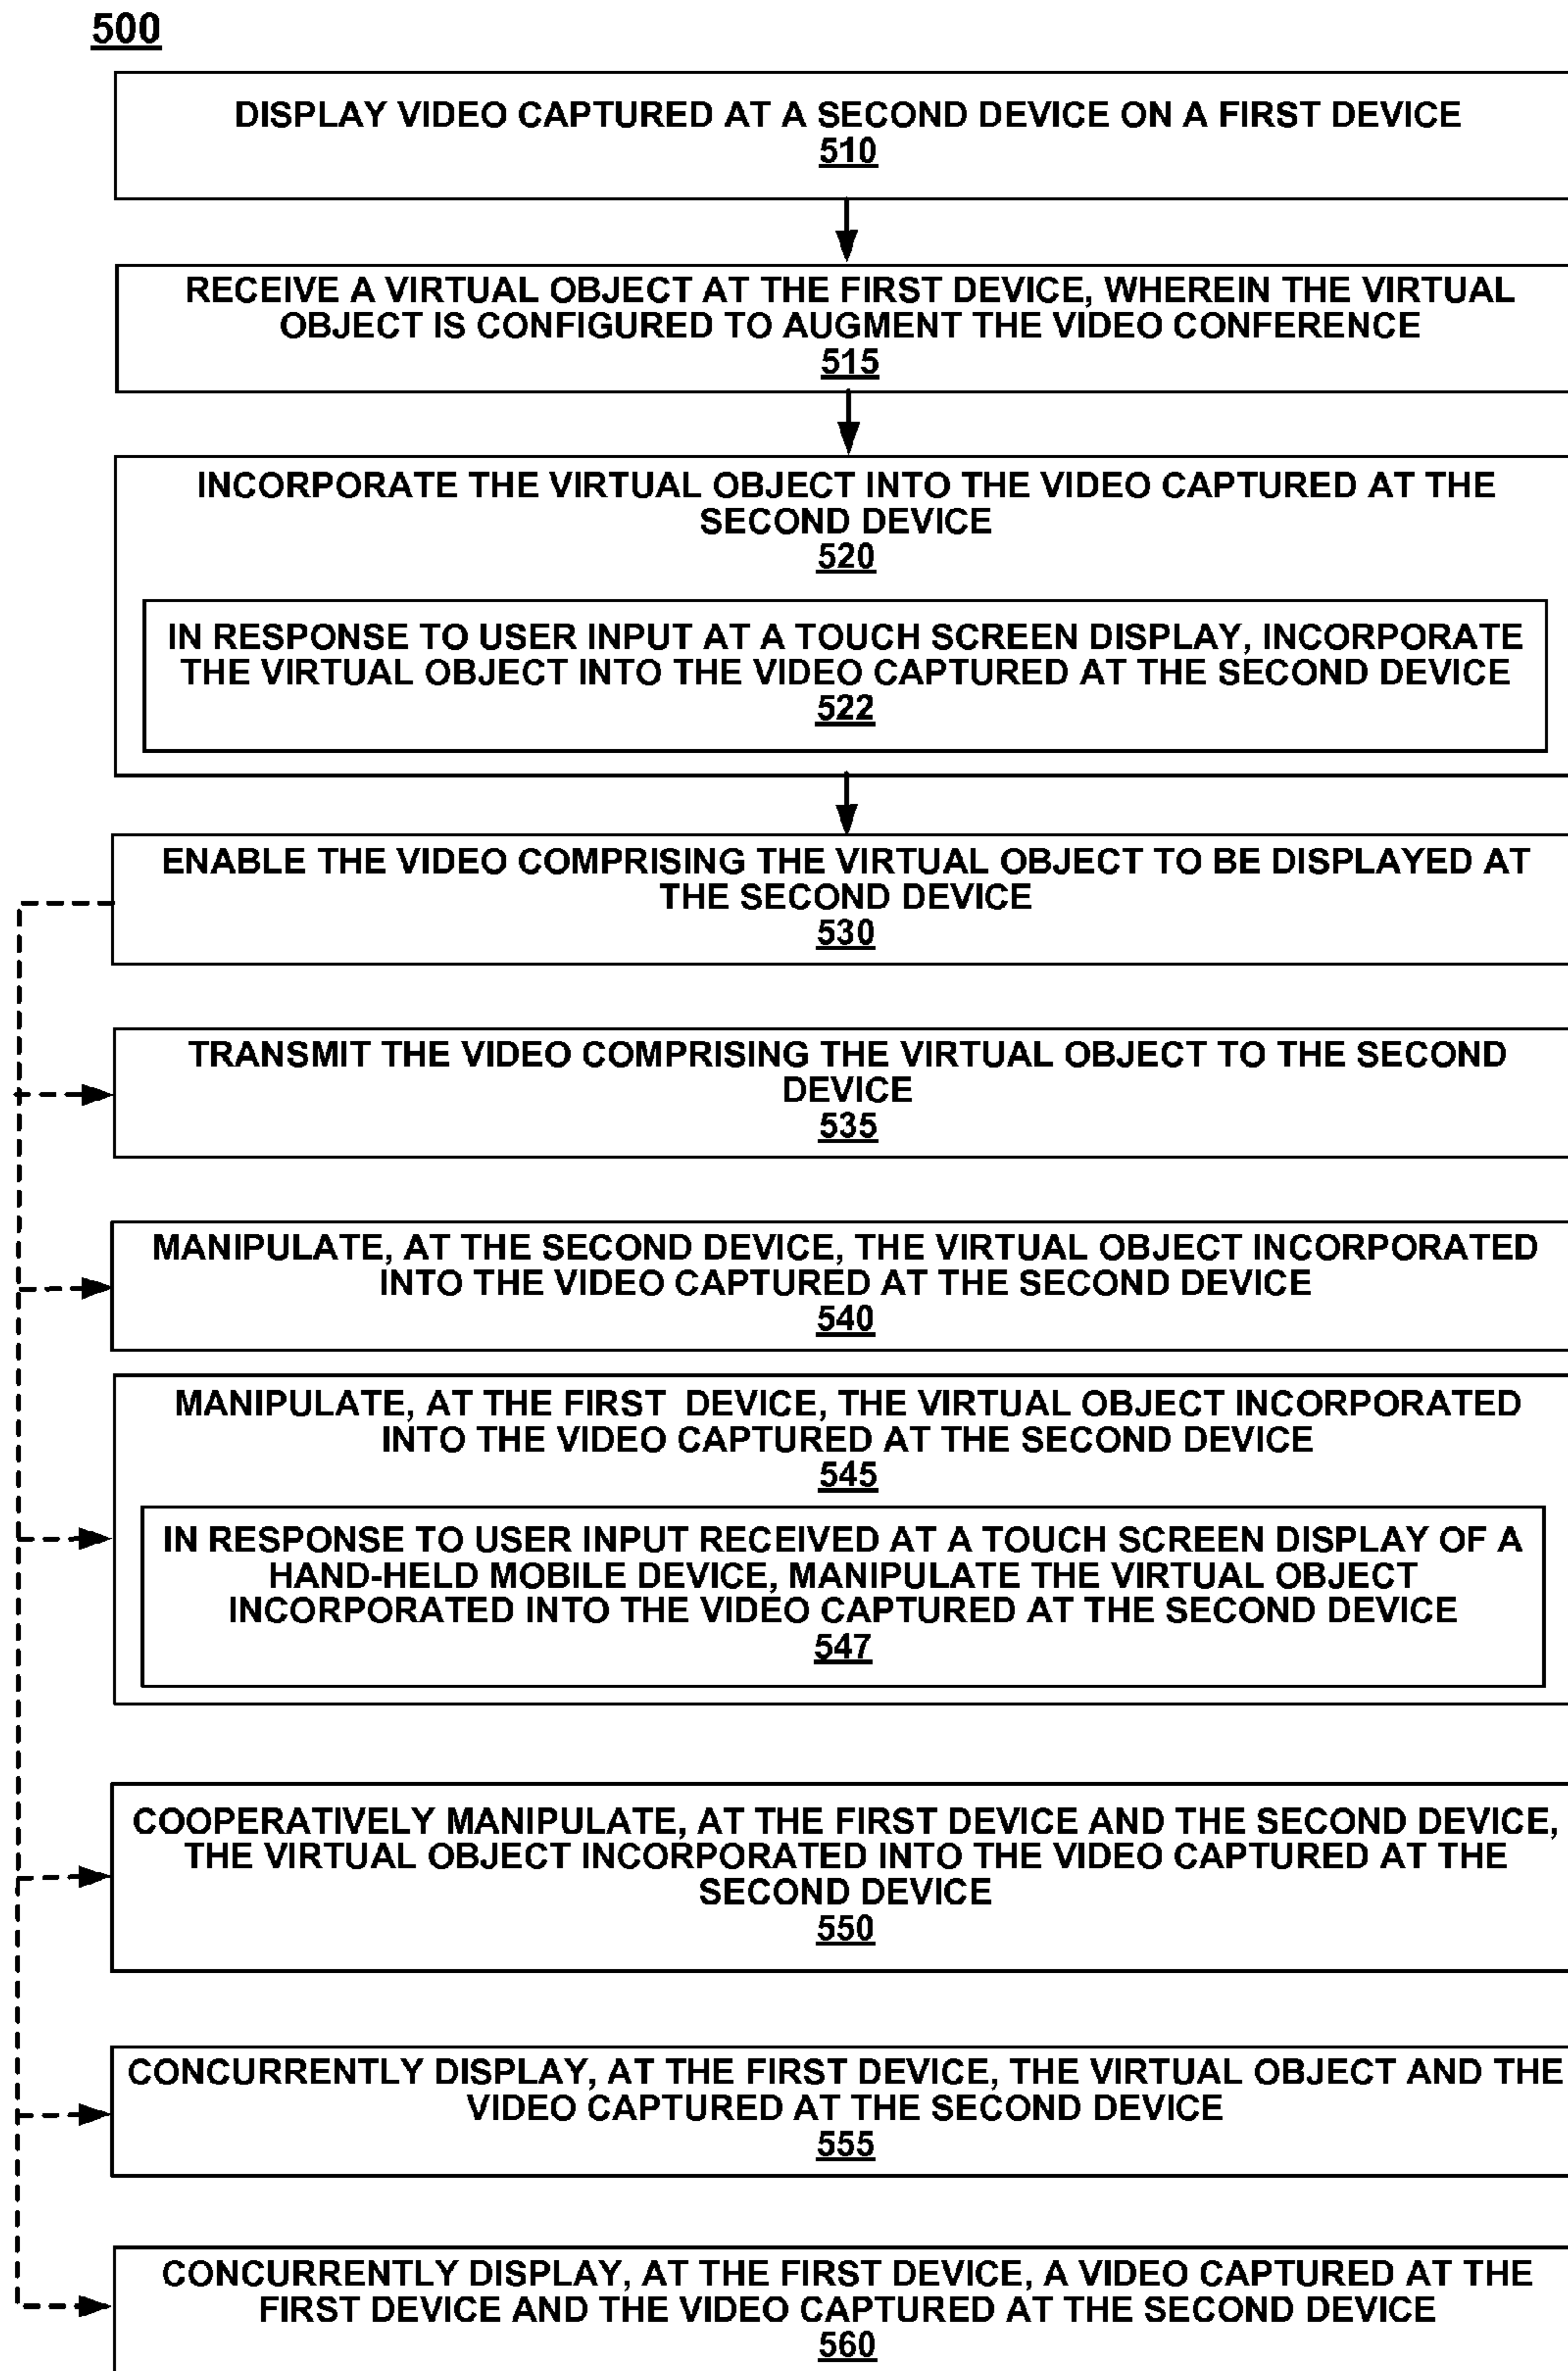 500
DISPLAY VIDEO CAPTURED AT A SECOND DEVICE ON A FIRST DEVICE
510
RECEIVE A VIRTUAL OBJECT AT THE FIRST DEVICE, WHEREIN THE VIRTUAL
OBJECT IS CONFIGURED TO AUGMENT THE VIDEO CONFERENCE
515
INCORPORATE THE VIRTUAL OBJECT INTO THE VIDEO CAPTURED AT THE
SECOND DEVICE
520
IN RESPONSE TO USER INPUT AT A TOUCH SCREEN DISPLAY, INCORPORATE
THE VIRTUAL OBJECT INTO THE VIDEO CAPTURED AT THE SECOND DEVICE
522
ENABLE THE VIDEO COMPRISING THE VIRTUAL OBJECT TO BE DISPLAYED AT
THE SECOND DEVICE
530
TRANSMIT THE VIDEO COMPRISING THE VIRTUAL OBJECT TO THE SECOND
DEVICE
535
MANIPULATE, AT THE SECOND DEVICE, THE VIRTUAL OBJECT INCORPORATED
INTO THE VIDEO CAPTURED AT THE SECOND DEVICE
540
MANIPULATE, AT THE FIRST DEVICE, THE VIRTUAL OBJECT INCORPORATED
INTO THE VIDEO CAPTURED AT THE SECOND DEVICE
545
IN RESPONSE TO USER INPUT RECEIVED AT A TOUCH SCREEN DISPLAY OF A
HAND-HELD MOBILE DEVICE, MANIPULATE THE VIRTUAL OBJECT
INCORPORATED INTO THE VIDEO CAPTURED AT THE SECOND DEVICE
547
COOPERATIVELY MANIPULATE, AT THE FIRST DEVICE AND THE SECOND DEVICE,
THE VIRTUAL OBJECT INCORPORATED INTO THE VIDEO CAPTURED AT THE
SECOND DEVICE
550
CONCURRENTLY DISPLAY, AT THE FIRST DEVICE, THE VIRTUAL OBJECT AND THE
VIDEO CAPTURED AT THE SECOND DEVICE
555
CONCURRENTLY DISPLAY, AT THE FIRST DEVICE, A VIDEO CAPTURED AT THE
FIRST DEVICE AND THE VIDEO CAPTURED AT THE SECOND DEVICE
560